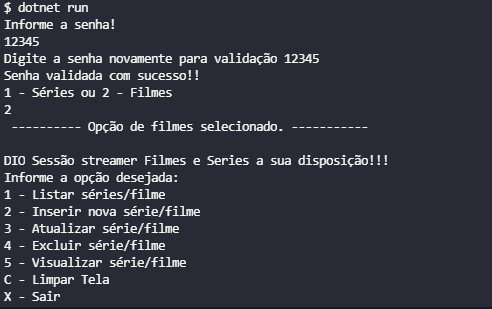 $ dotnet run
Informe a senha!
12345
Digite a senha novamente para validação 12345
Senha validada com sucesso!!
1 - Séries ou 2 - Filmes
2
---------- Opção de filmes selecionado. -----------
DIO Sessão streamer Filmes e Series a sua disposição!!!
Informe a opção desejada:
1 - Listar séries/filme
2 - Inserir nova série/filme
3 - Atualizar série/filme
4 - Excluir série/filme
5 - Visualizar série/filme
C - Limpar Tela
X - Sair